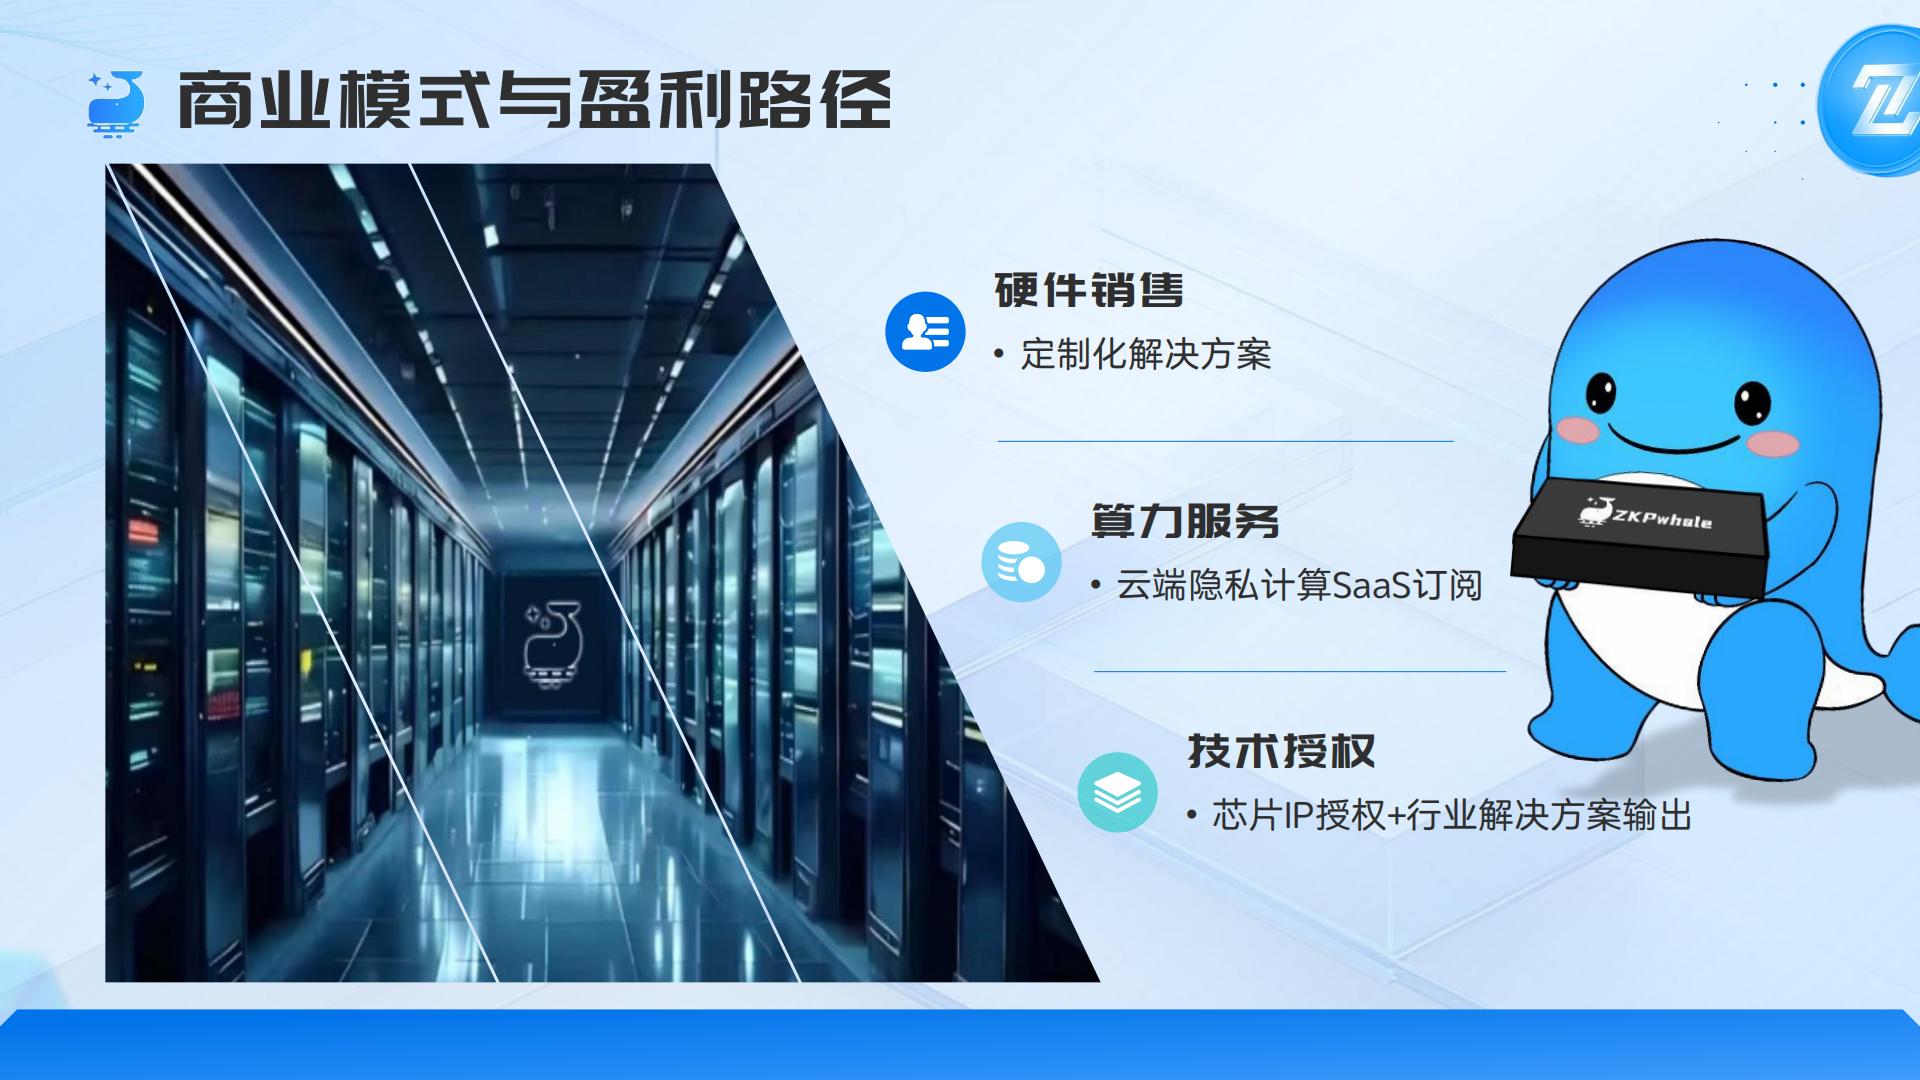 商业模式与盈利路径
硬件销售
• 定制化解决方案
算力服务
• 云端隐私计算SaaS订阅
技术授权
• 芯片IP授权+行业解决方案输出
ZKPwhale